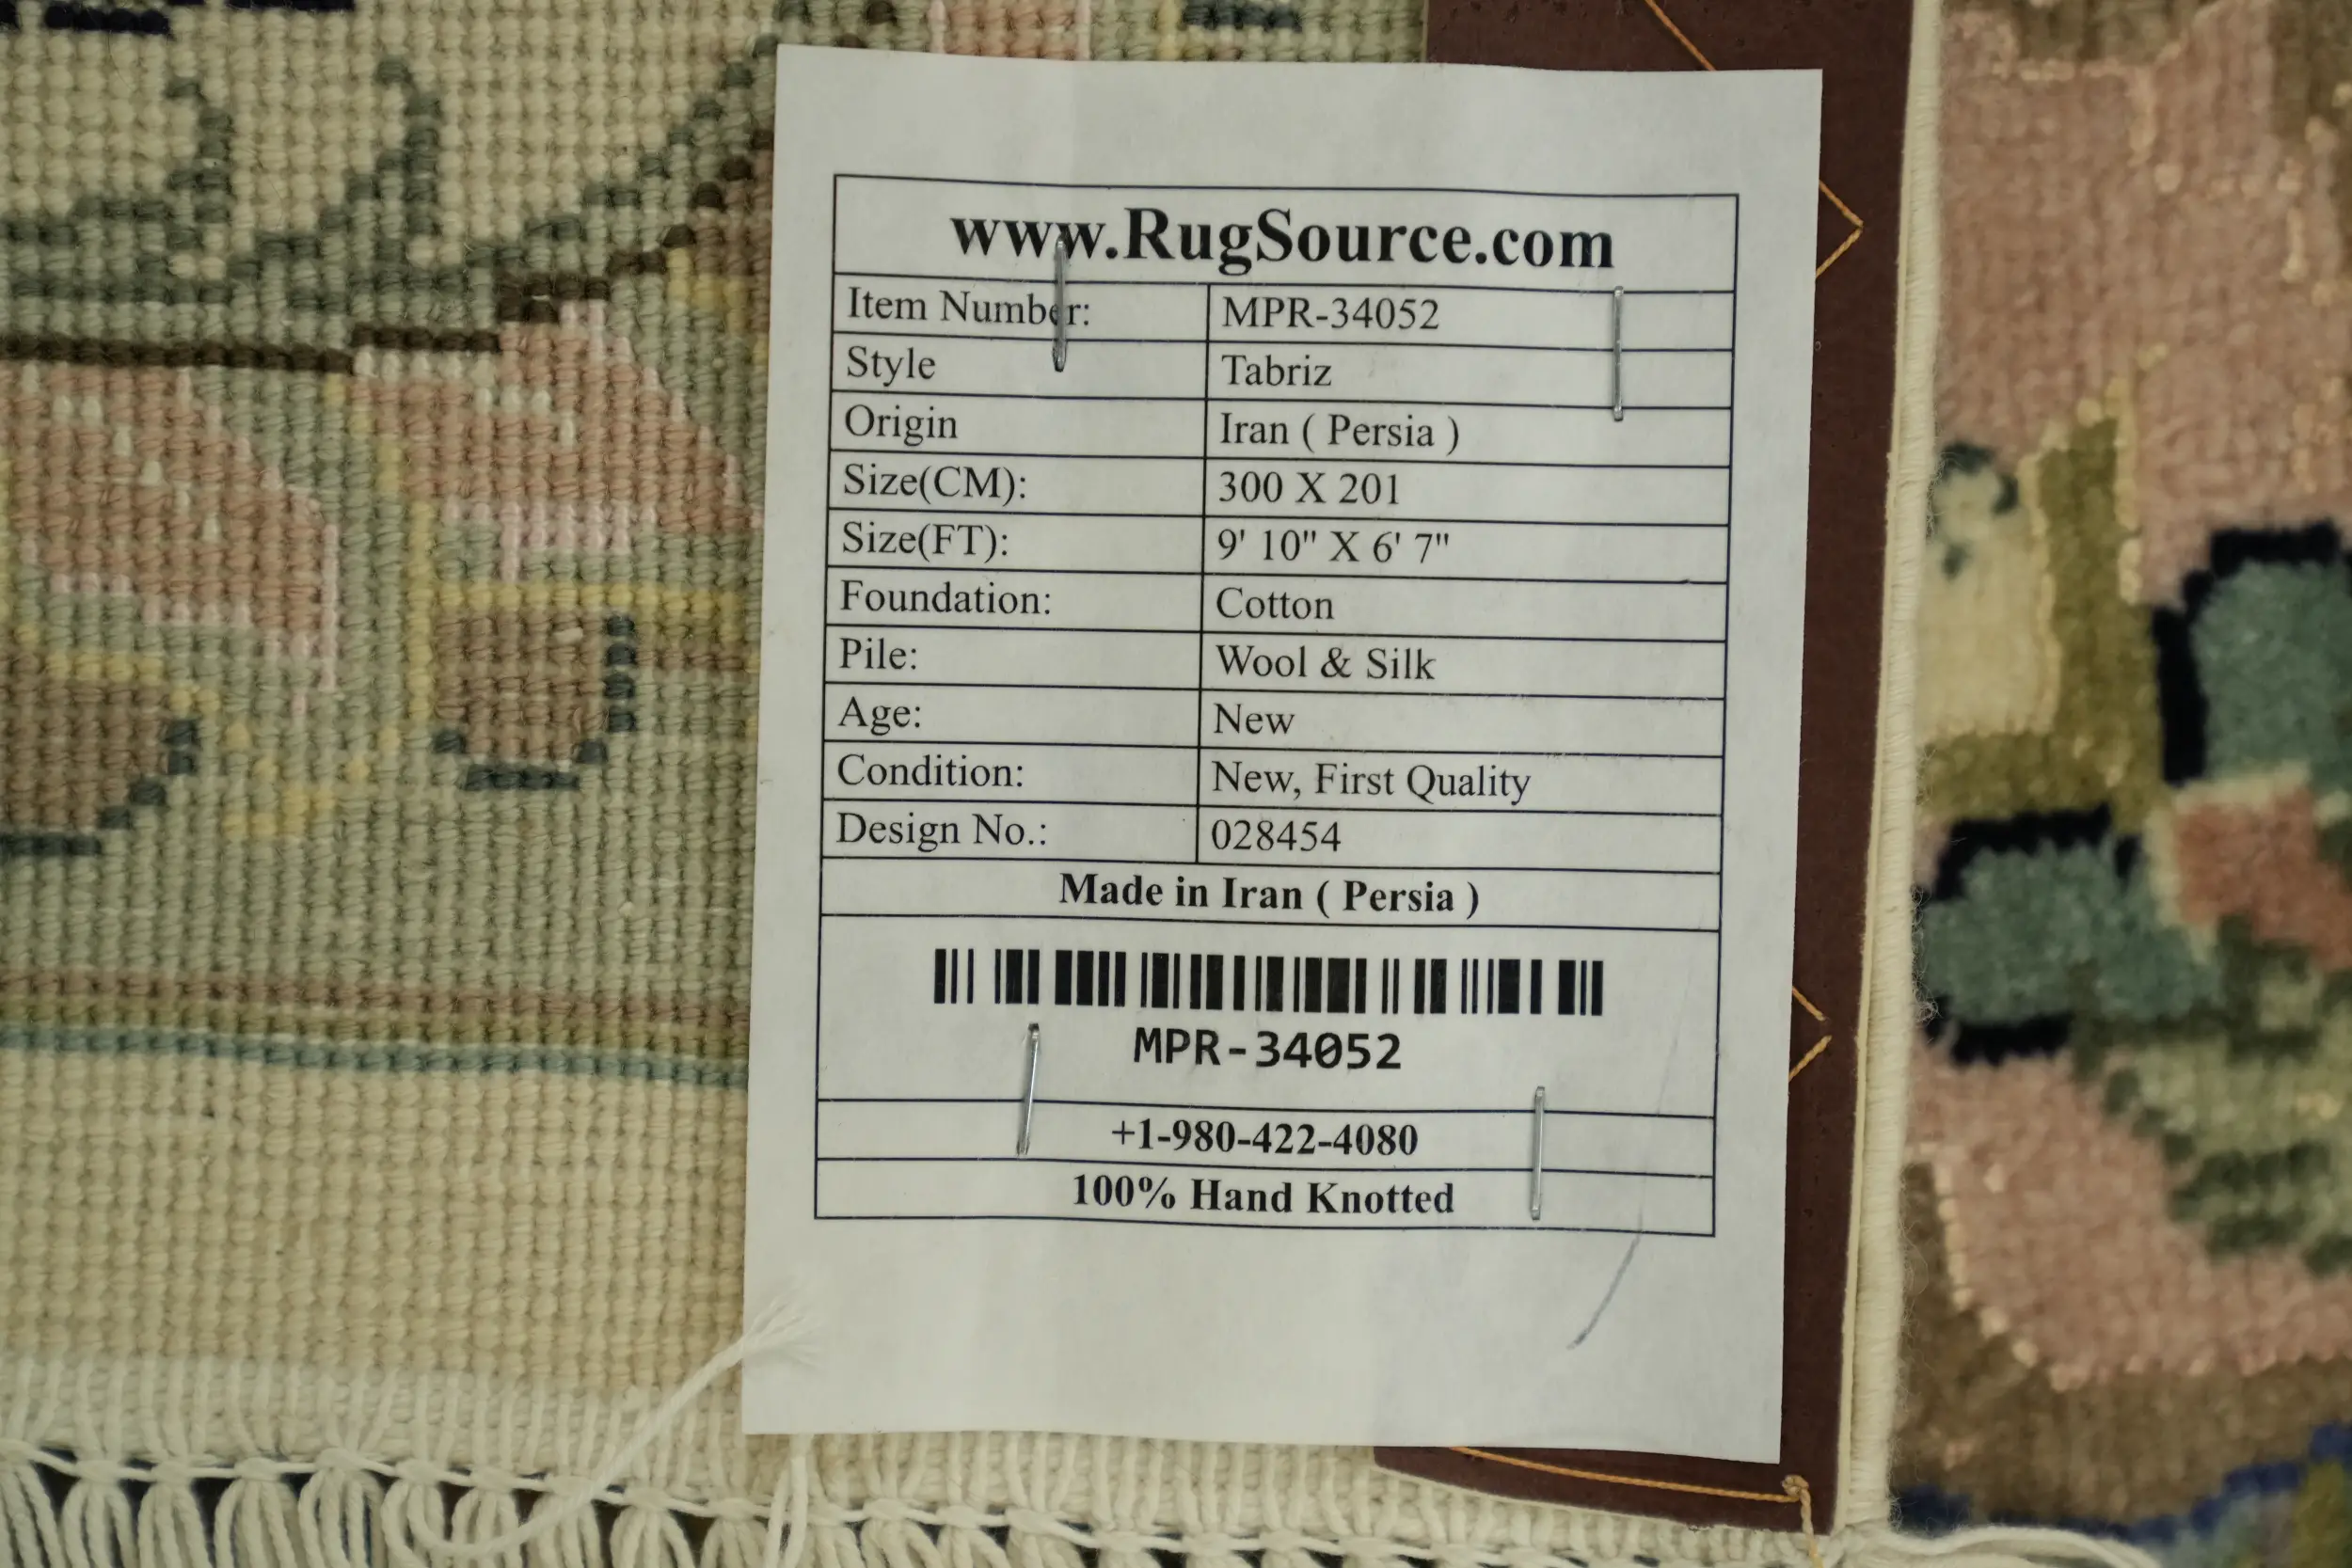 www.RugSource.com
Item Number: MPR-34052
Style Tabriz
Origin Iran ( Persia )
Size(CM): 300 X 201
Size(FT): 9' 10" X 6' 7"
Foundation: Cotton
Pile: Wool & Silk
Age: New
Condition: New, First Quality
Design No.: 028454
Made in Iran ( Persia )
MPR-34052
+1-980-422-4080
100% Hand Knotted